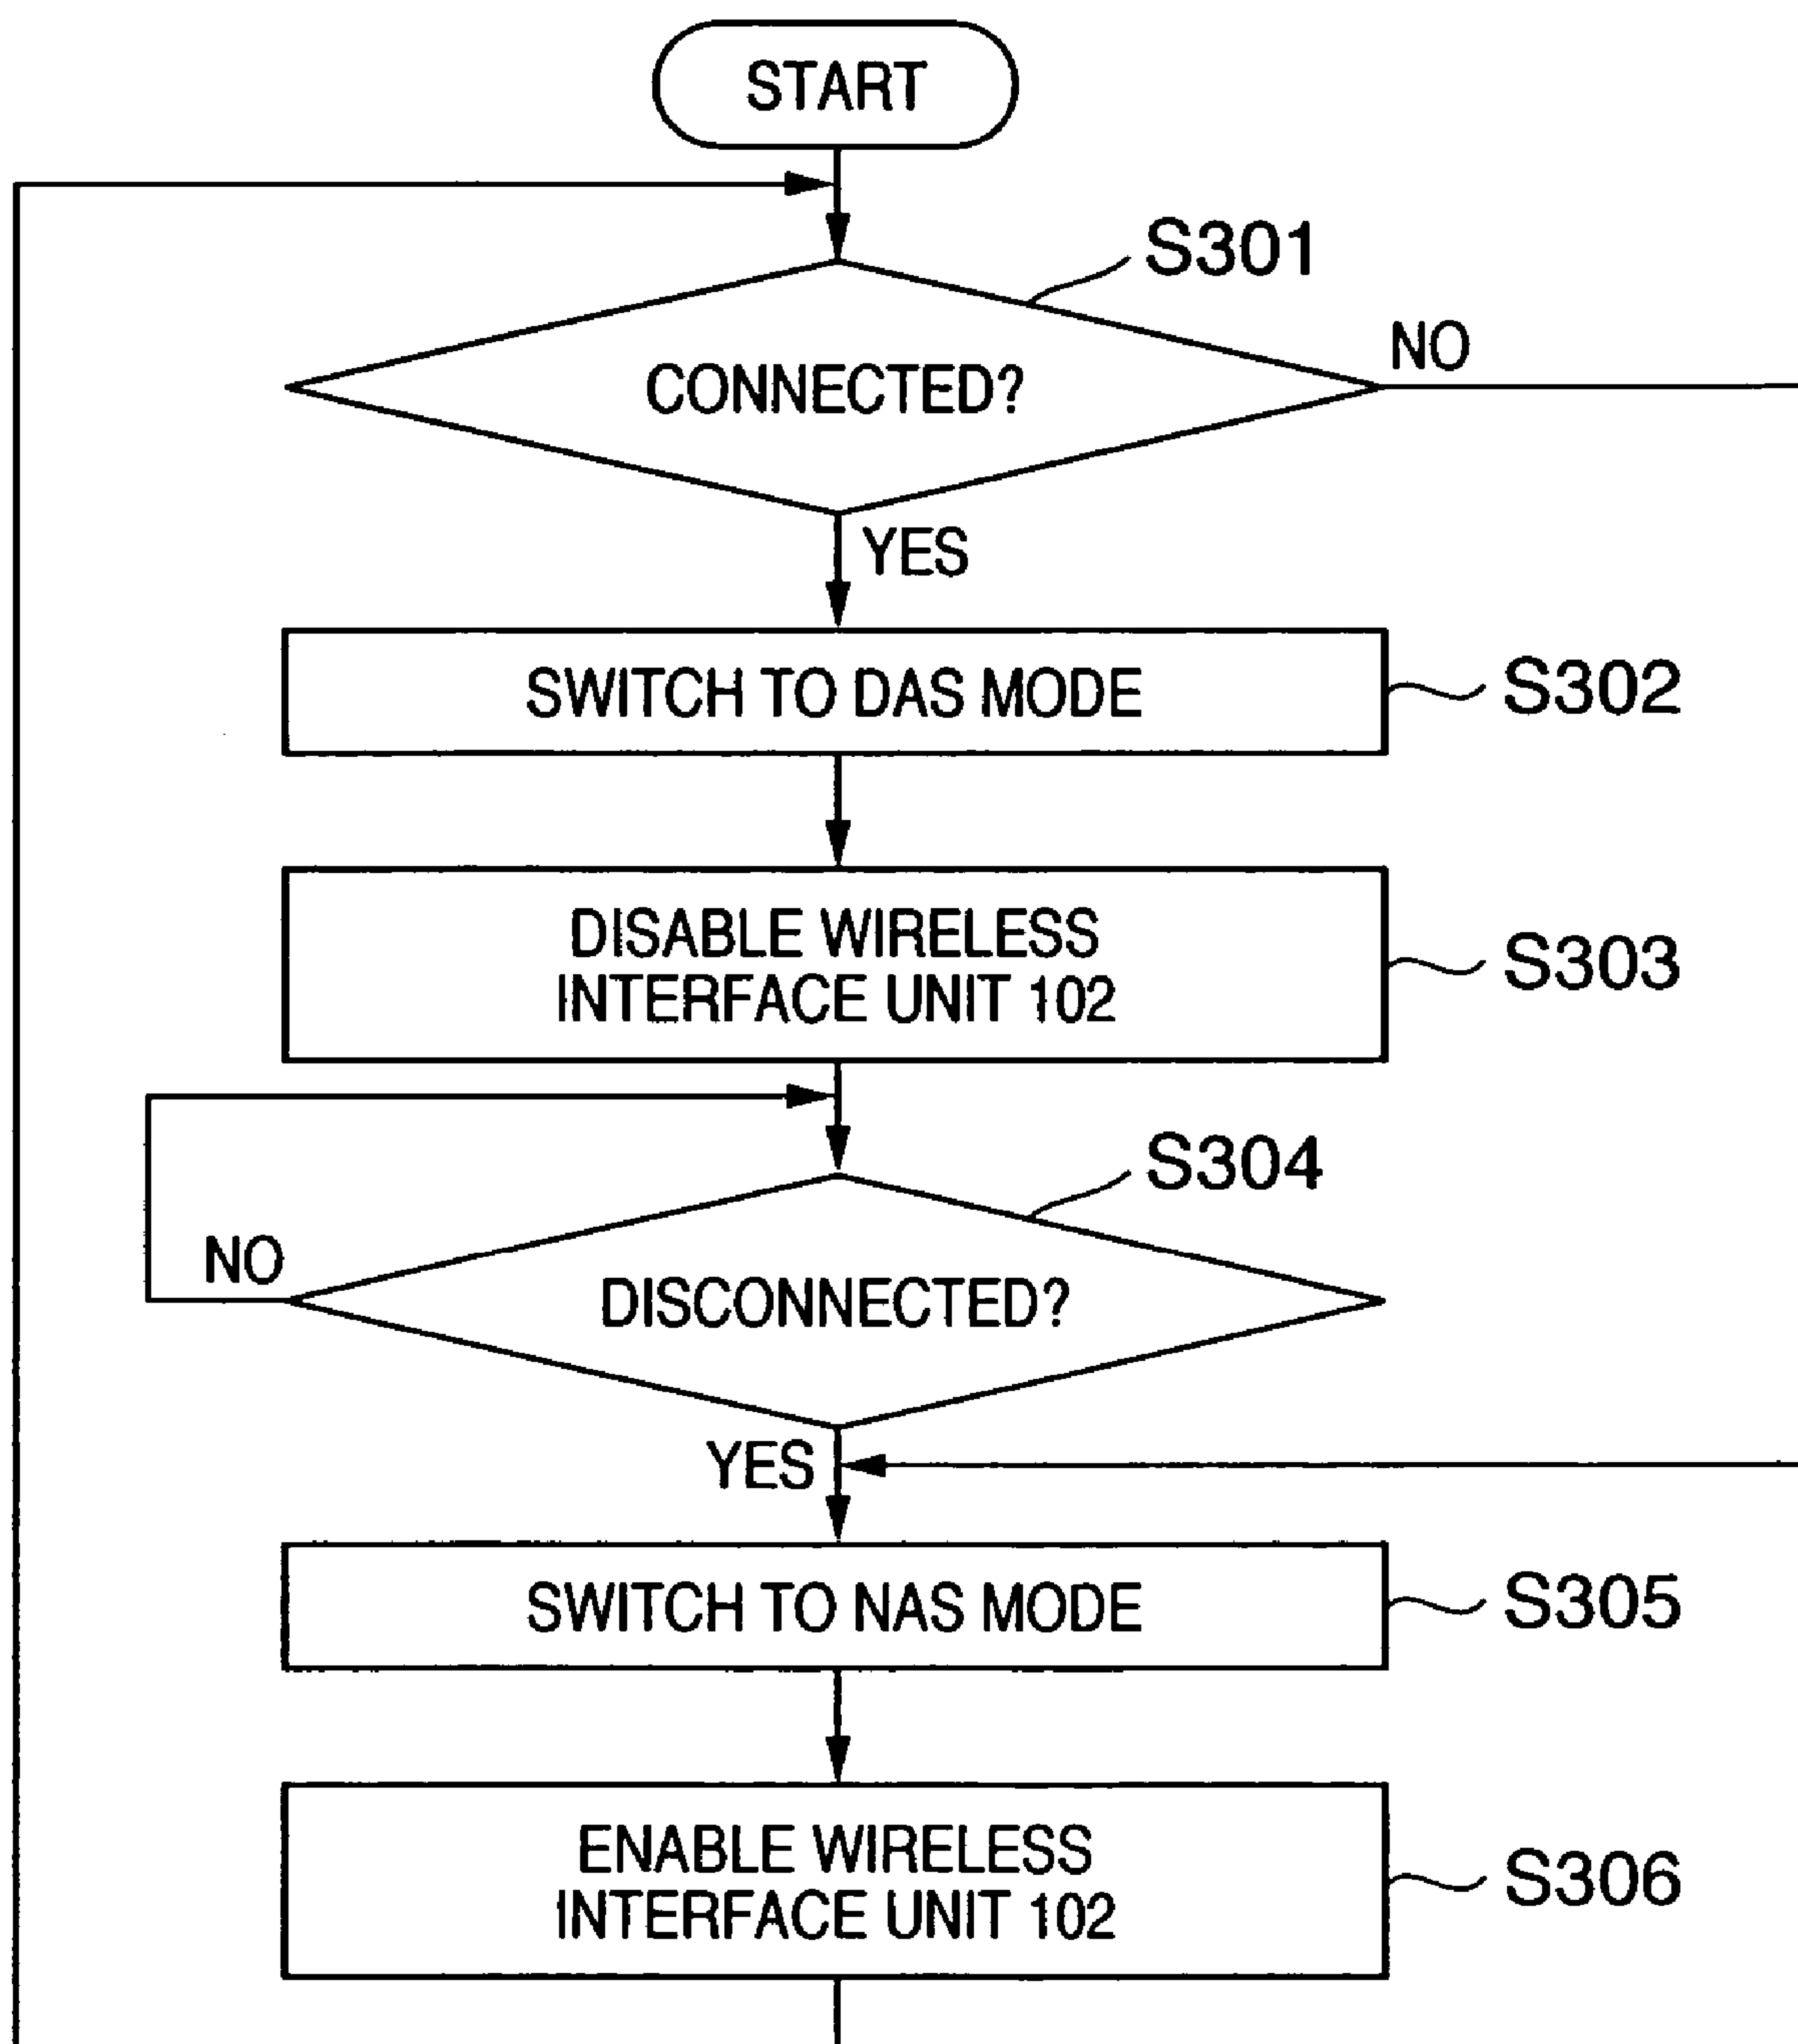 START
S301
CONNECTED?
NO
YES
SWITCH TO DAS MODE
S302
DISABLE WIRELESS
INTERFACE UNIT 102
S303
S304
NO
DISCONNECTED?
YES
SWITCH TO NAS MODE
S305
ENABLE WIRELESS
INTERFACE UNIT 102
S306